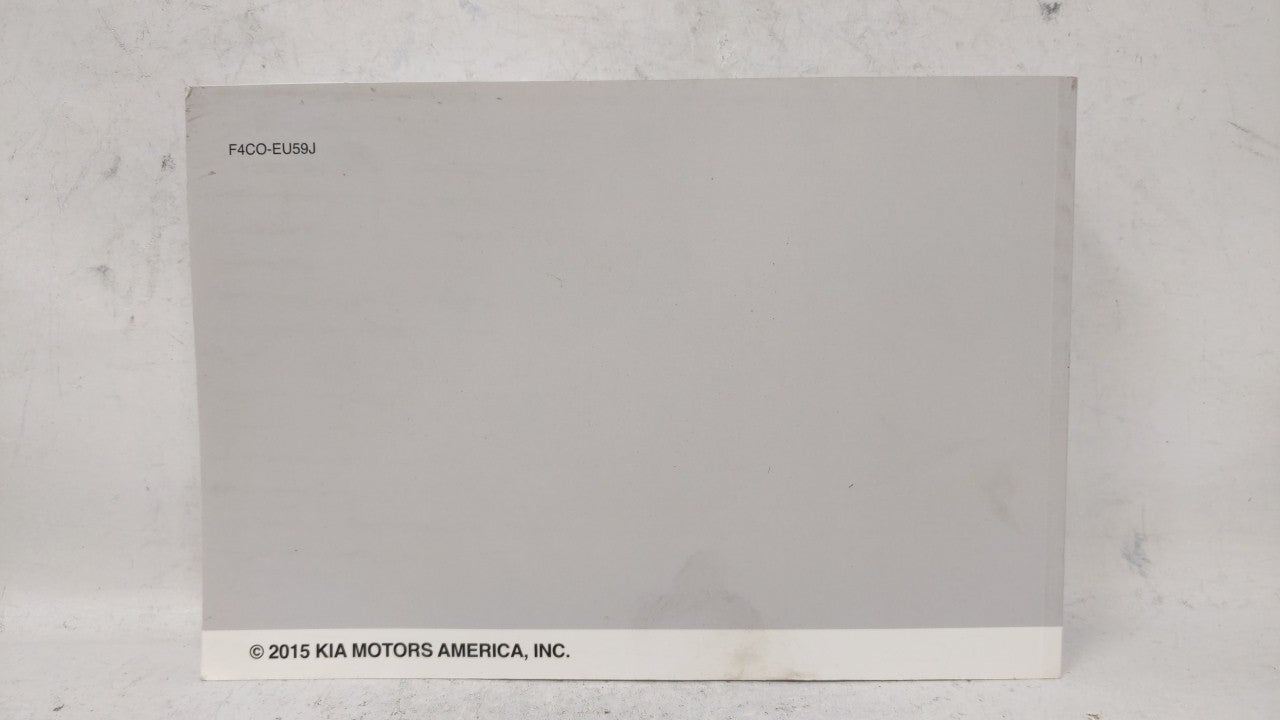 F4CO-EU59J
© 2015 KIA MOTORS AMERICA, INC.